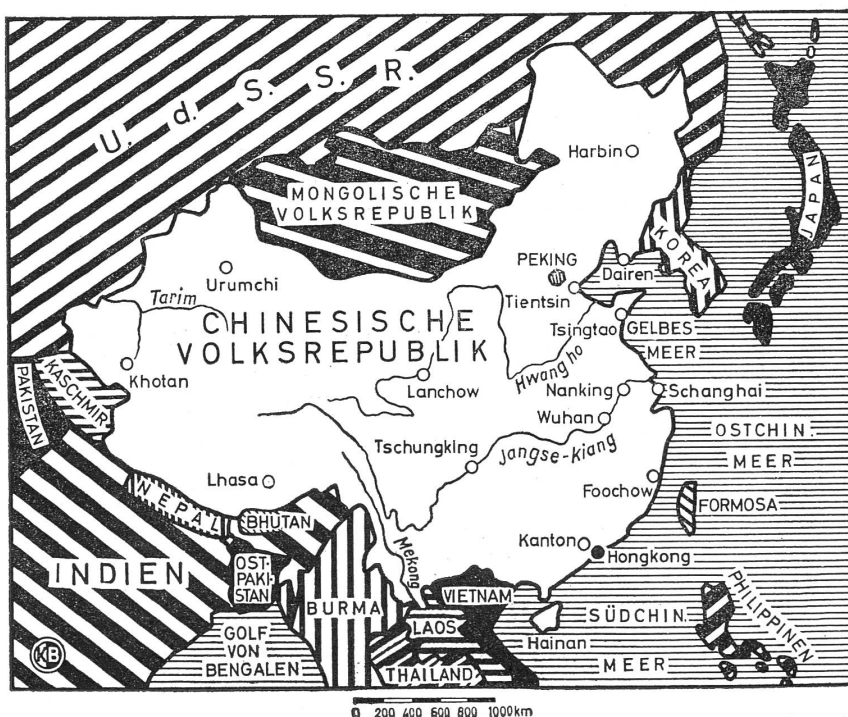 U. d. S. S. R.
MONGOLISCHE
VOLKSREPUBLIK
Harbin
JAPAN
KOREA
PEKING
Dairen
Tientsin
Urumchi
Tarim
CHINESISCHE
VOLKSREPUBLIK
Tsingtao
GELBES
MEER
Hwangho
Khotan
Lanchow
Nanking
Schanghai
KASCHMIR
PAKISTAN
Wuhan
Jangse-Kiang
Tschungking
OSTCHIN.
MEER
Lhasa
Foochow
FORMOSA
NEPAL
BHUTAN
Kanton
Hongkong
Mekong
INDIEN
OST-
PAKI-
STAN
BURMA
VIETNAM
LAOS
SÜDCHIN.
MEER
Hainan
PHILIPPINEN
GOLF
VON
BENGALEN
THAILAND
KB
0 200 400 600 800 1000km